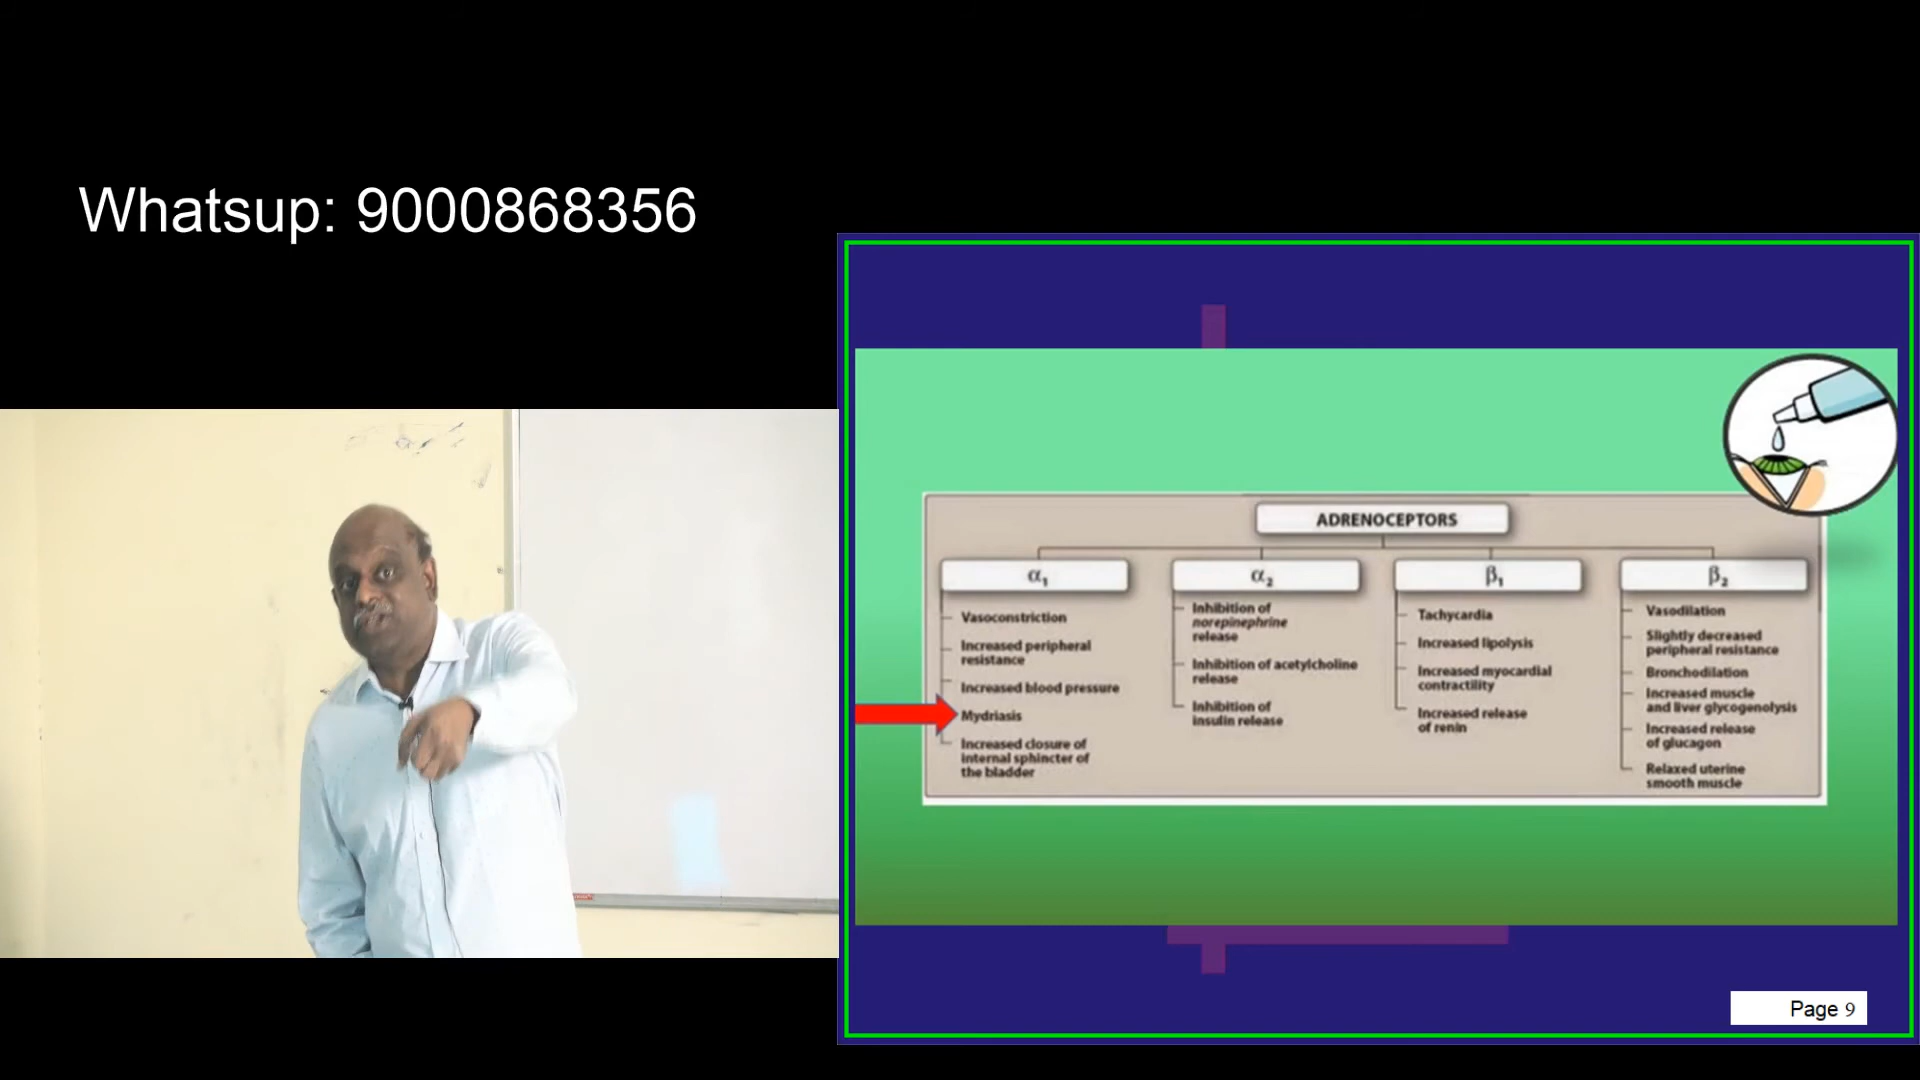 Whatsup: 9000868356
ADRENOCEPTORS
α1
Vasoconstriction
Increased peripheral
resistance
Increased blood pressure
Mydriasis
Increased closure of
internal sphincter of
the bladder
α2
Inhibition of
norepinephrine
release
Inhibition of acetylcholine
release
Inhibition of
insulin release
β1
Tachycardia
Increased lipolysis
Increased myocardial
contractility
Increased release
of renin
β2
Vasodilation
Slightly decreased
peripheral resistance
Bronchodilation
Increased muscle
and liver glycogenolysis
Increased release
of glucagon
Relaxed uterine
smooth muscle
Page 9